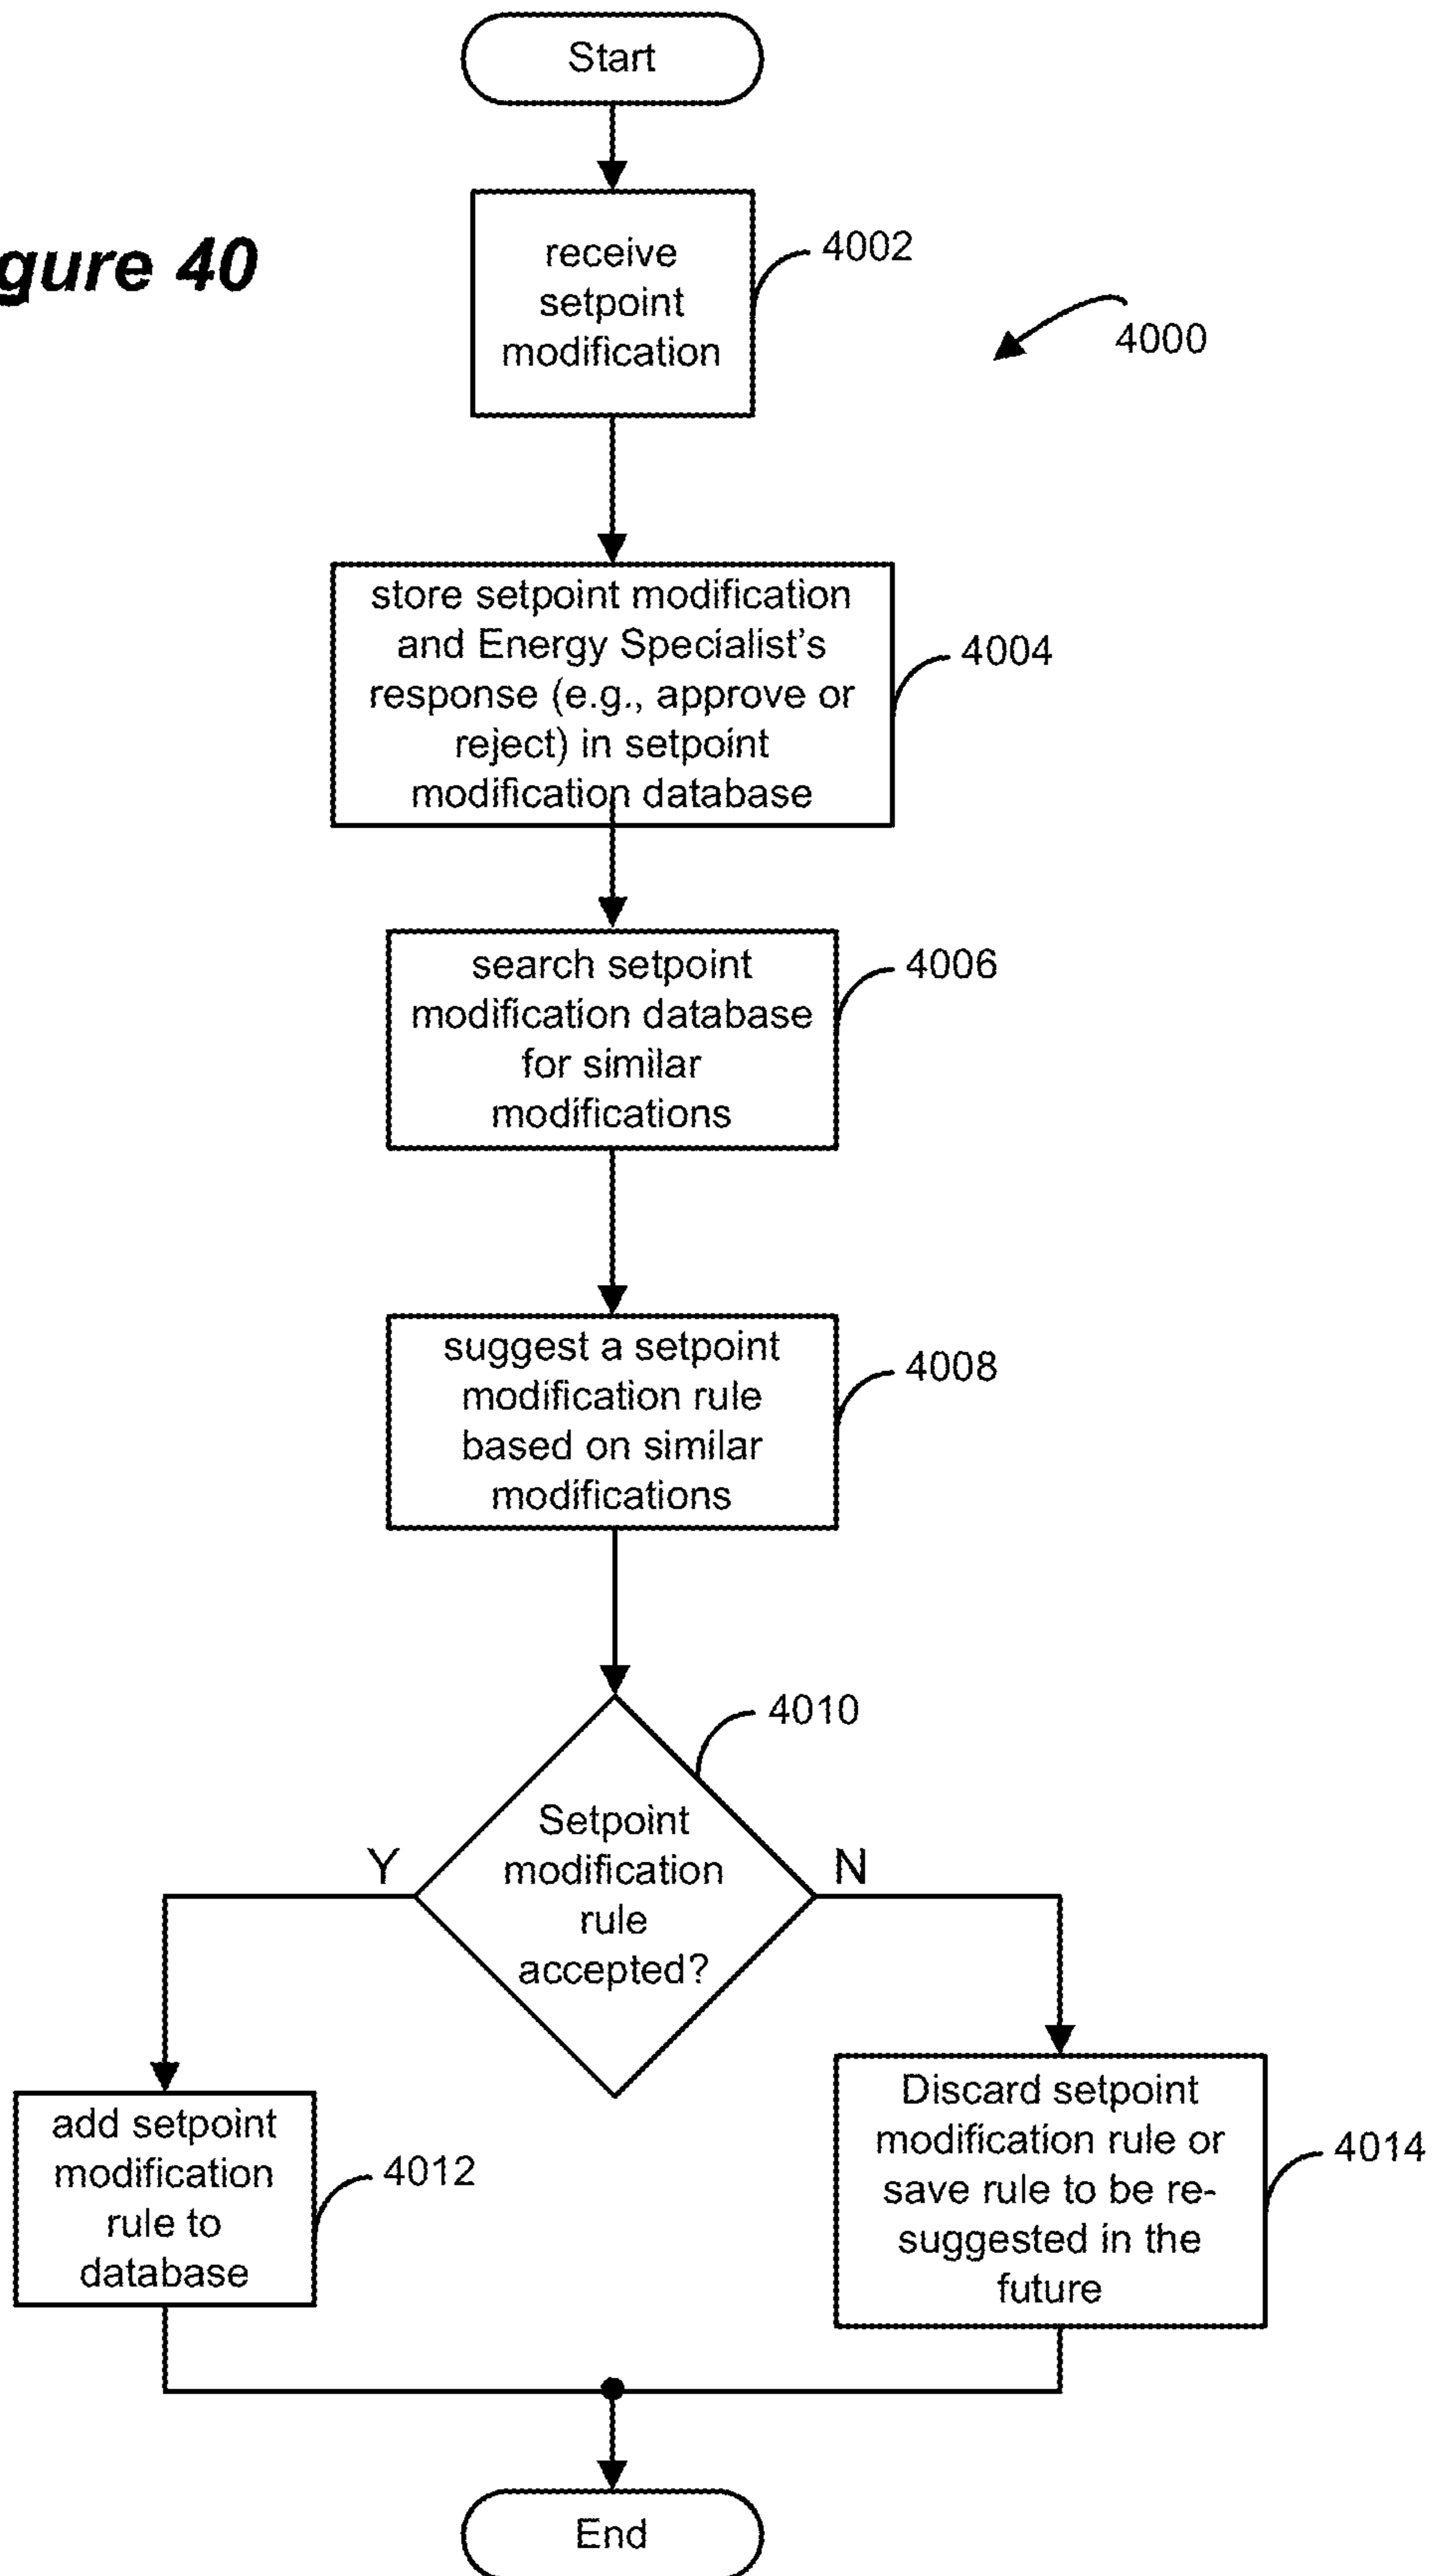 Start
gure 40
receive
setpoint
modification
4002
4000
store setpoint modification
and Energy Specialist's
response (e.g., approve or
reject) in setpoint
modification database
4004
search setpoint
modification database
for similar
modifications
4006
suggest a setpoint
modification rule
based on similar
modifications
4008
4010
Setpoint
modification
rule
accepted?
Y
N
add setpoint
modification
rule to
database
4012
Discard setpoint
modification rule or
save rule to be re-
suggested in the
future
4014
End